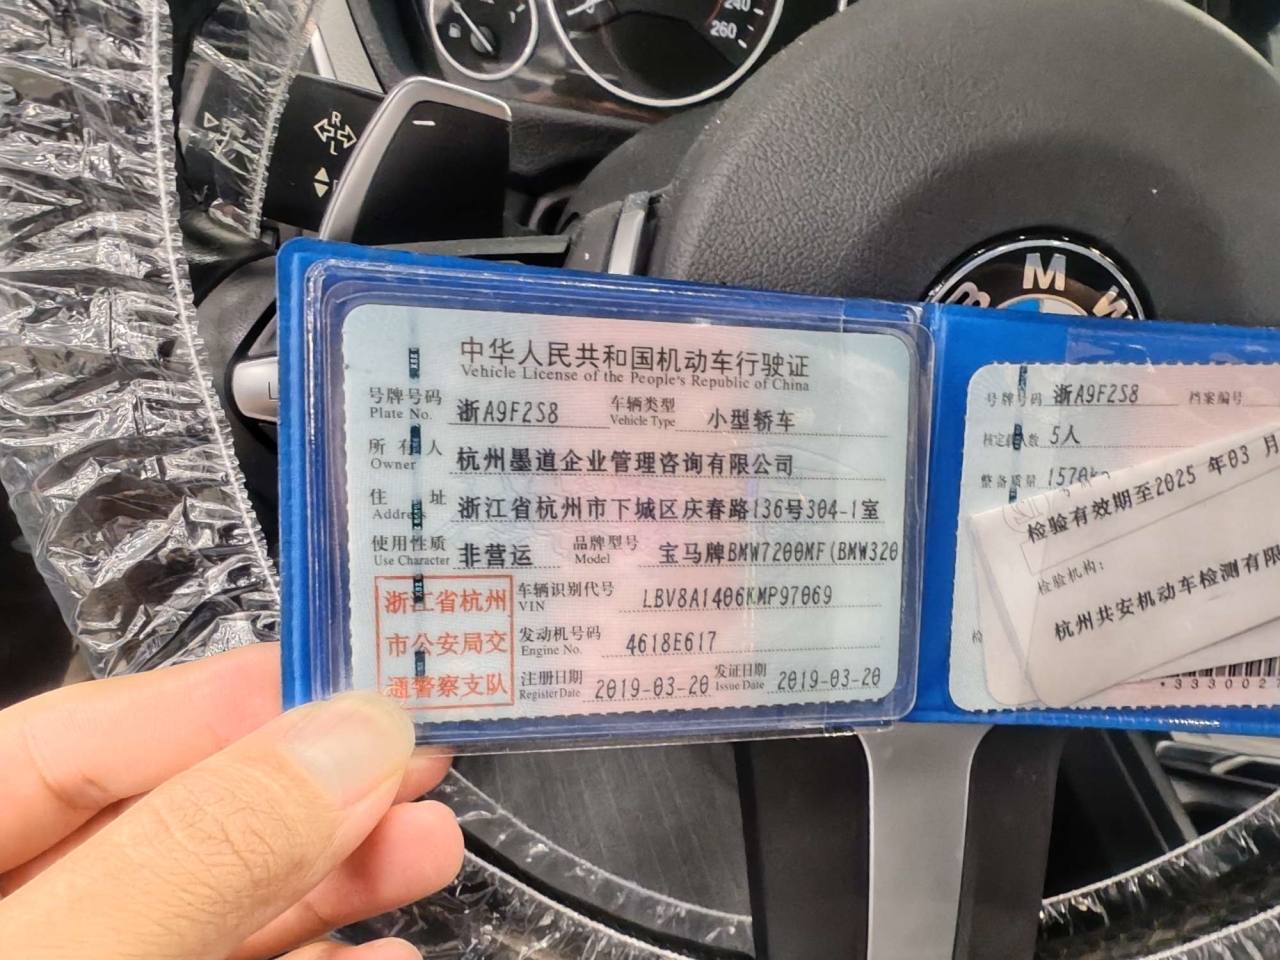 240
260
R
L
M
中华人民共和国机动车行驶证
Vehicle License of the People's Republic of China
号牌号码 浙A9F2S8 车辆类型 小型轿车
Plate No. Vehicle Type
所有人 杭州墨道企业管理咨询有限公司
Owner
住址 浙江省杭州市下城区庆春路136号304-1室
Address
使用性质 非营运 品牌型号 宝马牌BMW7200MF(BMW320
Use Character Model
浙江省杭州
市公安局交
通警察支队
车辆识别代号 LBV8A1406KMP97069
VIN
发动机号码 4618E617
Engine No.
注册日期 2019-03-20 发证日期 2019-03-20
Register Date Issue Date
号牌号码 浙A9F2S8 档案编号
核定载人数 5人
整备质量 1570kg
检验有效期至2025 年03 月
检验机构:
杭州共安机动车检测有限
*333002